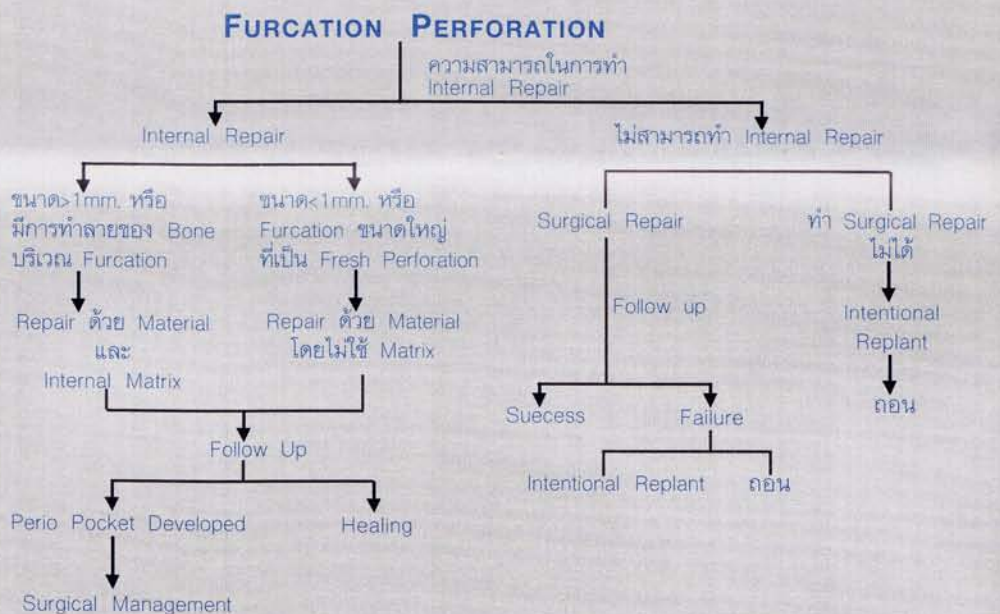 FURCATION PERFORATION
ความสามารถในการทำ
Internal Repair
Internal Repair
ไม่สามารถทำ Internal Repair
ขนาด>1mm. หรือ
มีการทำลายของ Bone
บริเวณ Furcation
ขนาด<1mm. หรือ
Furcation ขนาดใหญ่
ที่เป็น Fresh Perforation
Surgical Repair
ทำ Surgical Repair
ไม่ได้
Repair ด้วย Material
และ
Internal Matrix
Repair ด้วย Material
โดยไม่ใช้ Matrix
Follow up
Intentional
Replant
ถอน
Suecess
Failure
Follow Up
Intentional Replant
ถอน
Perio Pocket Developed
Healing
Surgical Management